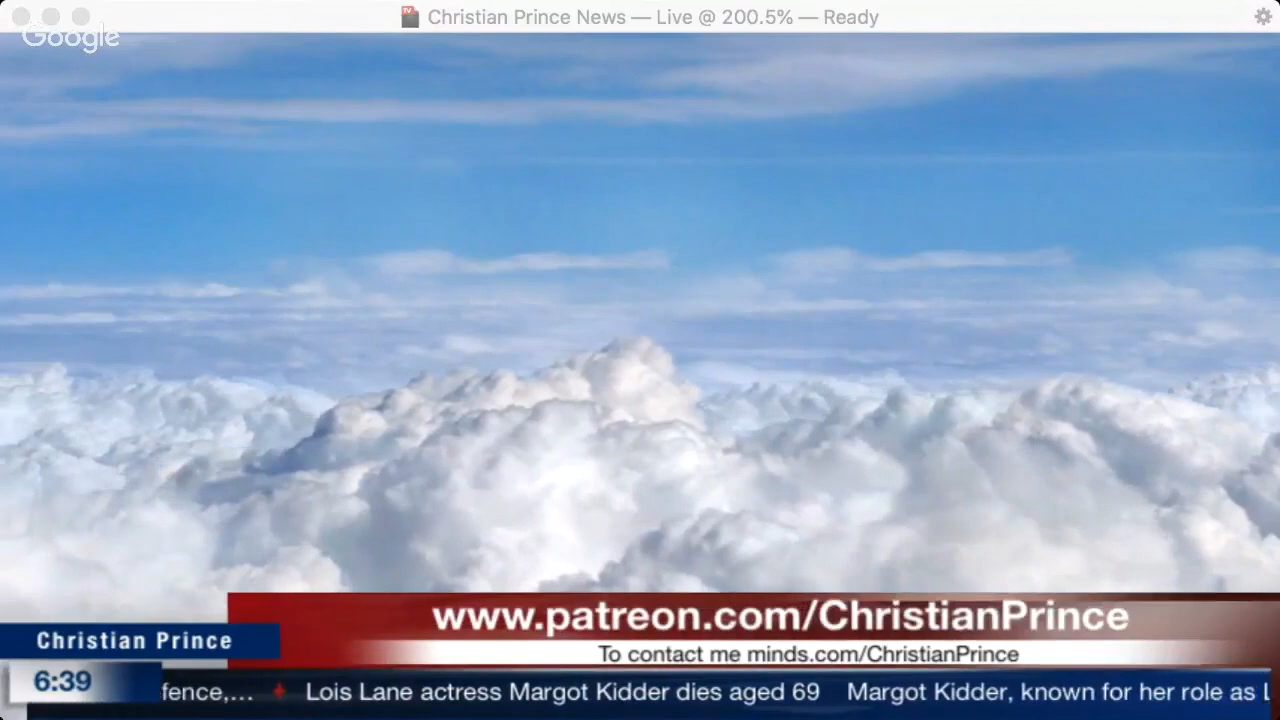 Christian Prince News — Live @ 200.5% — Ready
Google
www.patreon.com/ChristianPrince
Christian Prince
To contact me minds.com/ChristianPrince
6:39
fence,... Lois Lane actress Margot Kidder dies aged 69 Margot Kidder, known for her role as L